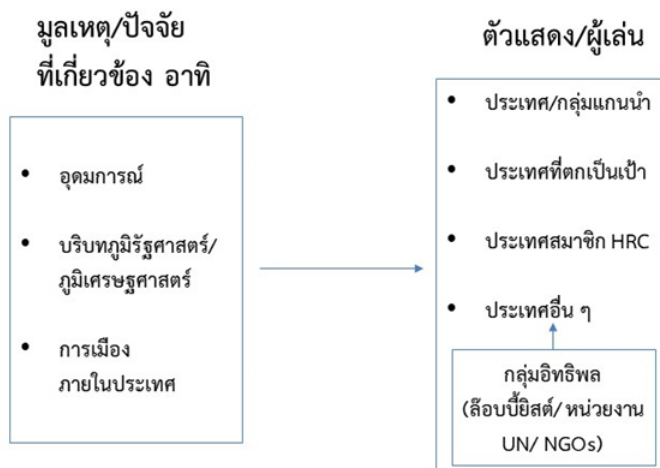 มูลเหตุ/ปัจจัย
ที่เกี่ยวข้อง อาทิ
• อุดมการณ์
• บริบทภูมิรัฐศาสตร์/
ภูมิเศรษฐศาสตร์
• การเมือง
ภายในประเทศ
ตัวแสดง/ผู้เล่น
• ประเทศ/กลุ่มแกนนำ
• ประเทศที่ตกเป็นเป้า
• ประเทศสมาชิก HRC
• ประเทศอื่น ๆ
กลุ่มอิทธิพล
(ล๊อบบี้ยิสต์/ หน่วยงาน
UN/ NGOs)